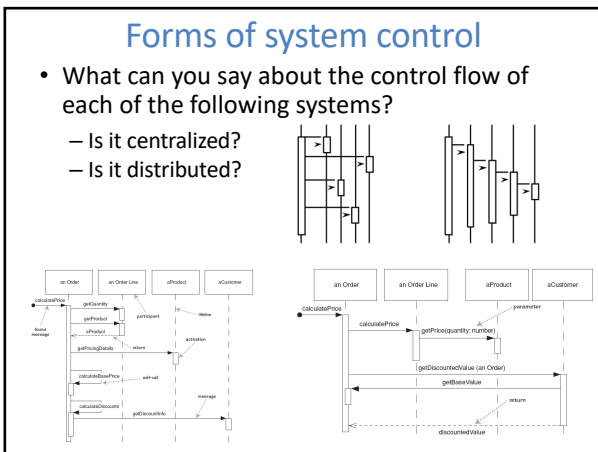 Forms of system control
• What can you say about the control flow of
each of the following systems?
– Is it centralized?
– Is it distributed?
an Order
an Order Line
aProduct
aCustomer
calculatePrice
getQuantity
getProduct
aProduct
participant
lifeline
found
message
return
getPricingDetails
activation
calculateBasePrice
self-call
calculateDiscounts
message
getDiscountInfo
an Order
an Order Line
aProduct
aCustomer
calculatePrice
parameter
calculatePrice
getPrice(quantity: number)
getDiscountedValue (an Order)
getBaseValue
return
discountedValue